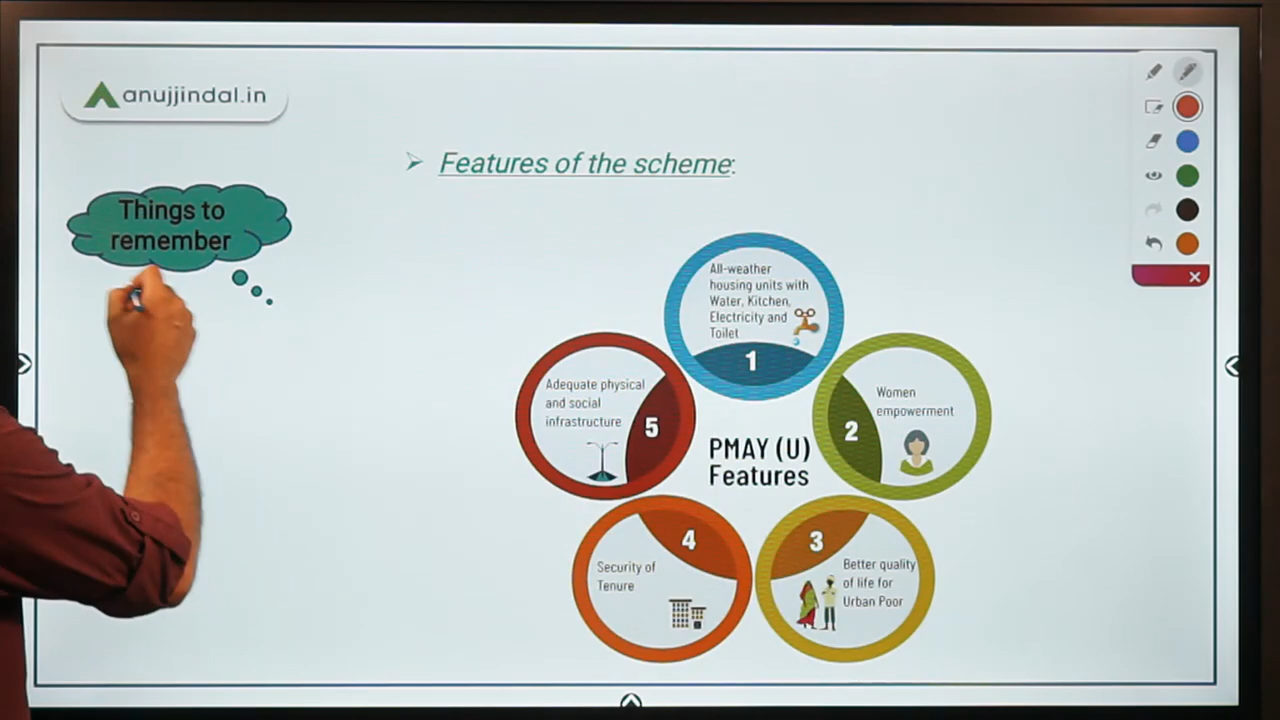 anujjindal.in
Features of the scheme:
Things to
remember
All-weather
housing units with
Water, Kitchen,
Electricity and
Toilet
1
Women
empowerment
2
Better quality
of life for
Urban Poor
3
Security of
Tenure
4
Adequate physical
and social
infrastructure
5
PMAY (U)
Features